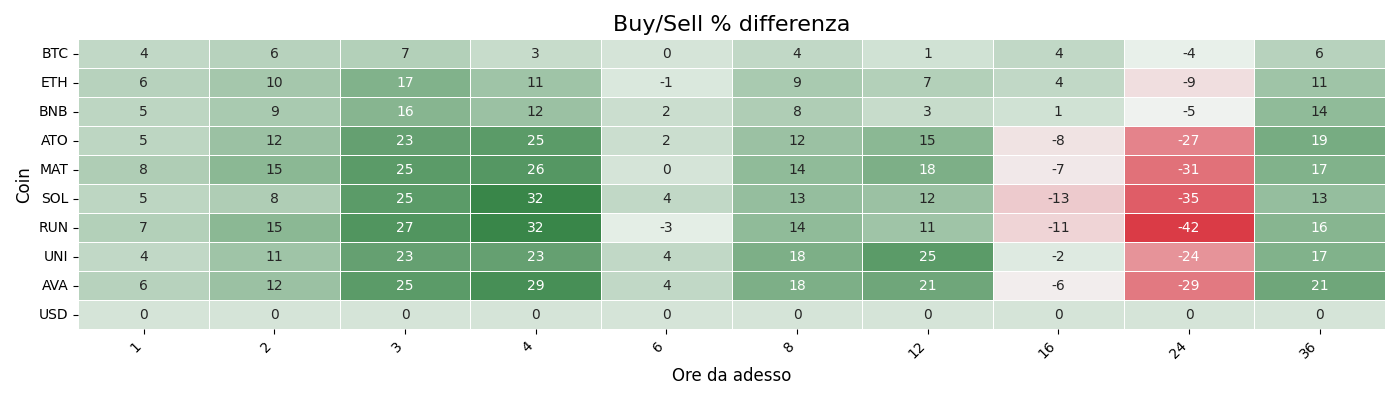 Buy/Sell % differenza
Coin
BTC 4 6 7 3 0 4 1 4 -4 6
ETH 6 10 17 11 -1 9 7 4 -9 11
BNB 5 9 16 12 2 8 3 1 -5 14
ATO 5 12 23 25 2 12 15 -8 -27 19
MAT 8 15 25 26 0 14 18 -7 -31 17
SOL 5 8 25 32 4 13 12 -13 -35 13
RUN 7 15 27 32 -3 14 11 -11 -42 16
UNI 4 11 23 23 4 18 25 -2 -24 17
AVA 6 12 25 29 4 18 21 -6 -29 21
USD 0 0 0 0 0 0 0 0 0 0
1 2 3 4 6 8 12 16 24 36
Ore da adesso